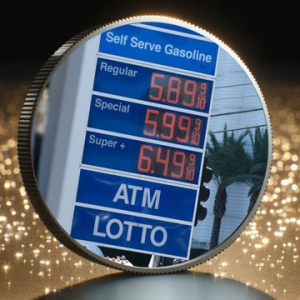 Self Serve Gasoline
Regular 5.89 9/10
Special 5.99 9/10
Super + 6.49 9/10
ATM
LOTTO